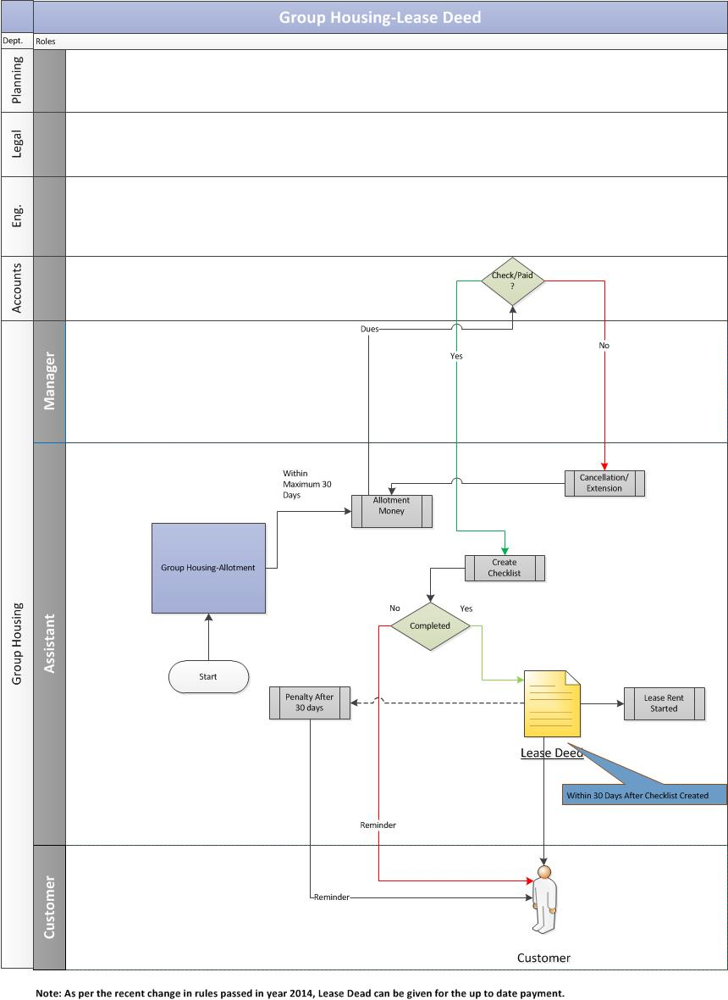 Group Housing-Lease Deed
Dept.
Roles
Planning
Legal
Eng.
Accounts
Check/Paid
?
Dues
Manager
No
Yes
Within
Maximum 30
Days
Cancellation/
Extension
Allotment
Money
Group Housing-Allotment
Create
Checklist
No
Yes
Completed
Group Housing
Assistant
Start
Penalty After
30 days
Lease Rent
Started
Lease Deed
Within 30 Days After Checklist Created
Reminder
Customer
Reminder
Customer
Note: As per the recent change in rules passed in year 2014, Lease Dead can be given for the up to date payment.